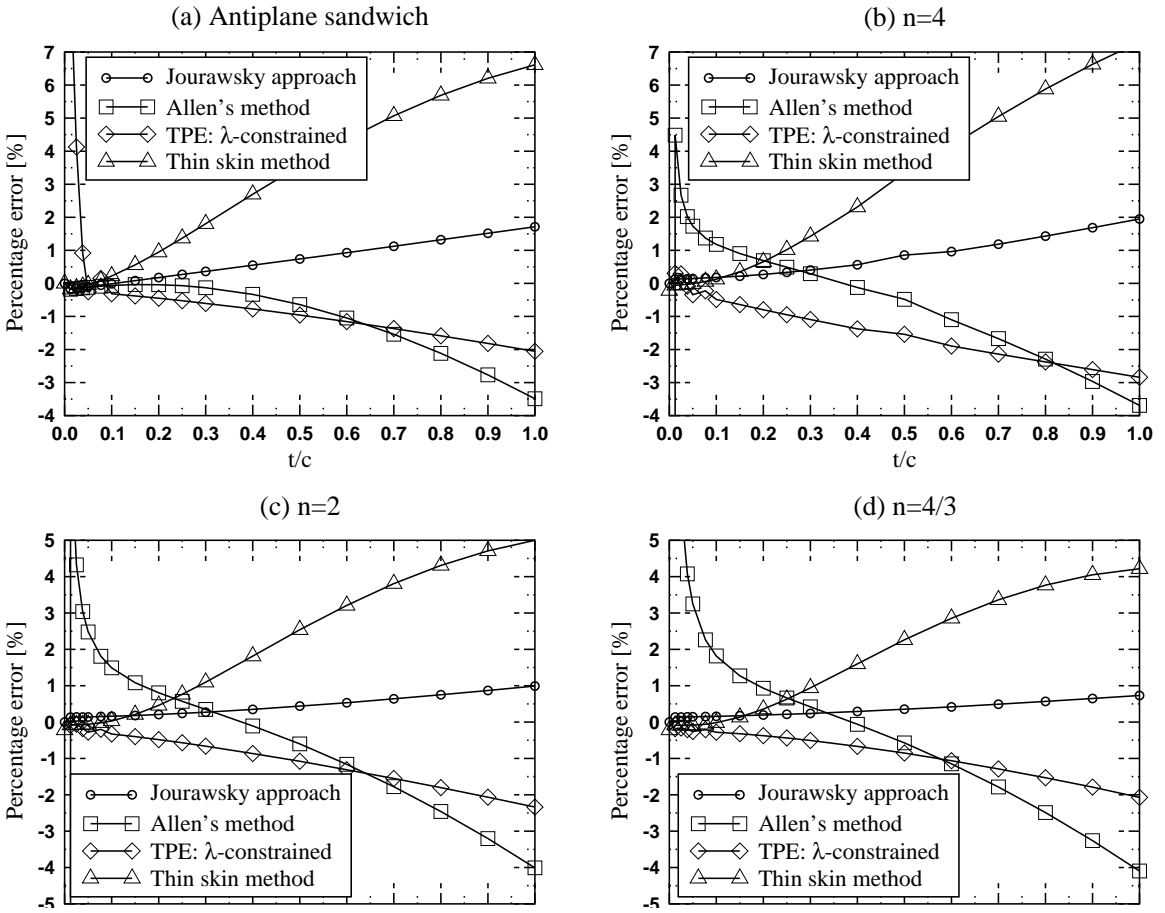 (a) Antiplane sandwich
Percentage error [%]
7
6
5
4
3
2
1
0
-1
-2
-3
-4
Jourawsky approach
Allen's method
TPE: λ-constrained
Thin skin method
0.0 0.1 0.2 0.3 0.4 0.5 0.6 0.7 0.8 0.9 1.0
t/c
(b) n=4
Percentage error [%]
7
6
5
4
3
2
1
0
-1
-2
-3
-4
Jourawsky approach
Allen's method
TPE: λ-constrained
Thin skin method
0.0 0.1 0.2 0.3 0.4 0.5 0.6 0.7 0.8 0.9 1.0
t/c
(c) n=2
Percentage error [%]
5
4
3
2
1
0
-1
-2
-3
-4
-5
Jourawsky approach
Allen's method
TPE: λ-constrained
Thin skin method
(d) n=4/3
Percentage error [%]
5
4
3
2
1
0
-1
-2
-3
-4
-5
Jourawsky approach
Allen's method
TPE: λ-constrained
Thin skin method